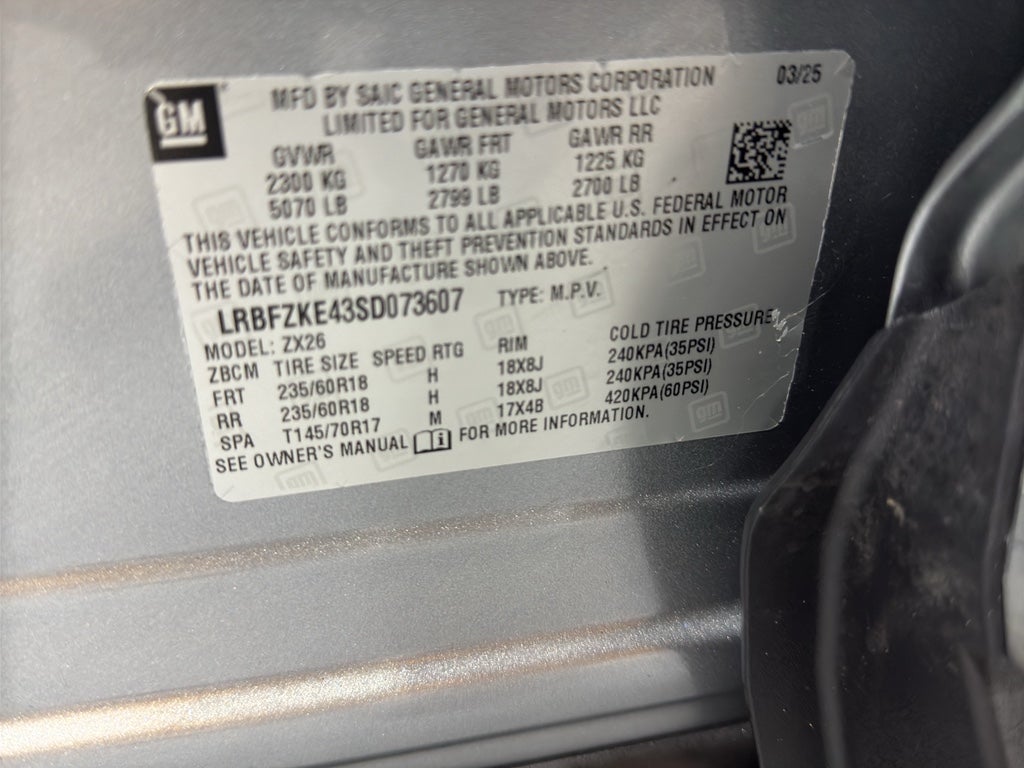 GM
MFD BY SAIC GENERAL MOTORS CORPORATION 03/25
LIMITED FOR GENERAL MOTORS LLC
GVWR GAWR FRT GAWR RR
2300 KG 1270 KG 1225 KG
5070 LB 2799 LB 2700 LB
THIS VEHICLE CONFORMS TO ALL APPLICABLE U.S. FEDERAL MOTOR
VEHICLE SAFETY AND THEFT PREVENTION STANDARDS IN EFFECT ON
THE DATE OF MANUFACTURE SHOWN ABOVE.
LRBFZKE43SD073607 TYPE: M.P.V.
MODEL: ZX26
ZBCM TIRE SIZE SPEED RTG RIM COLD TIRE PRESSURE
FRT 235/60R18 H 18X8J 240KPA(35PSI)
RR 235/60R18 H 18X8J 240KPA(35PSI)
SPA T145/70R17 M 17X4B 420KPA(60PSI)
SEE OWNER'S MANUAL i FOR MORE INFORMATION.